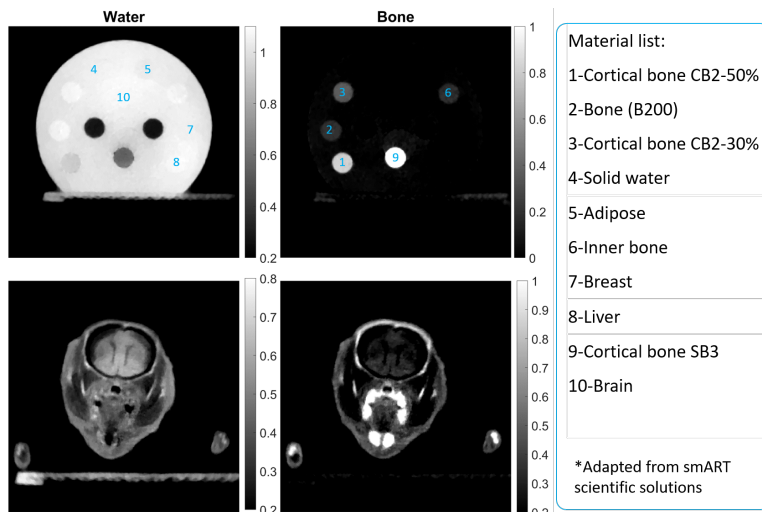 Water
Bone
4
5
10
7
8
1
0.8
0.6
0.4
0.2
3
6
2
1
9
1
0.8
0.6
0.4
0.2
0
0.8
0.7
0.6
0.5
0.4
0.3
0.2
1
0.9
0.8
0.7
0.6
0.5
0.4
0.3
0.2
Material list:
1-Cortical bone CB2-50%
2-Bone (B200)
3-Cortical bone CB2-30%
4-Solid water
5-Adipose
6-Inner bone
7-Breast
8-Liver
9-Cortical bone SB3
10-Brain
*Adapted from smART
scientific solutions